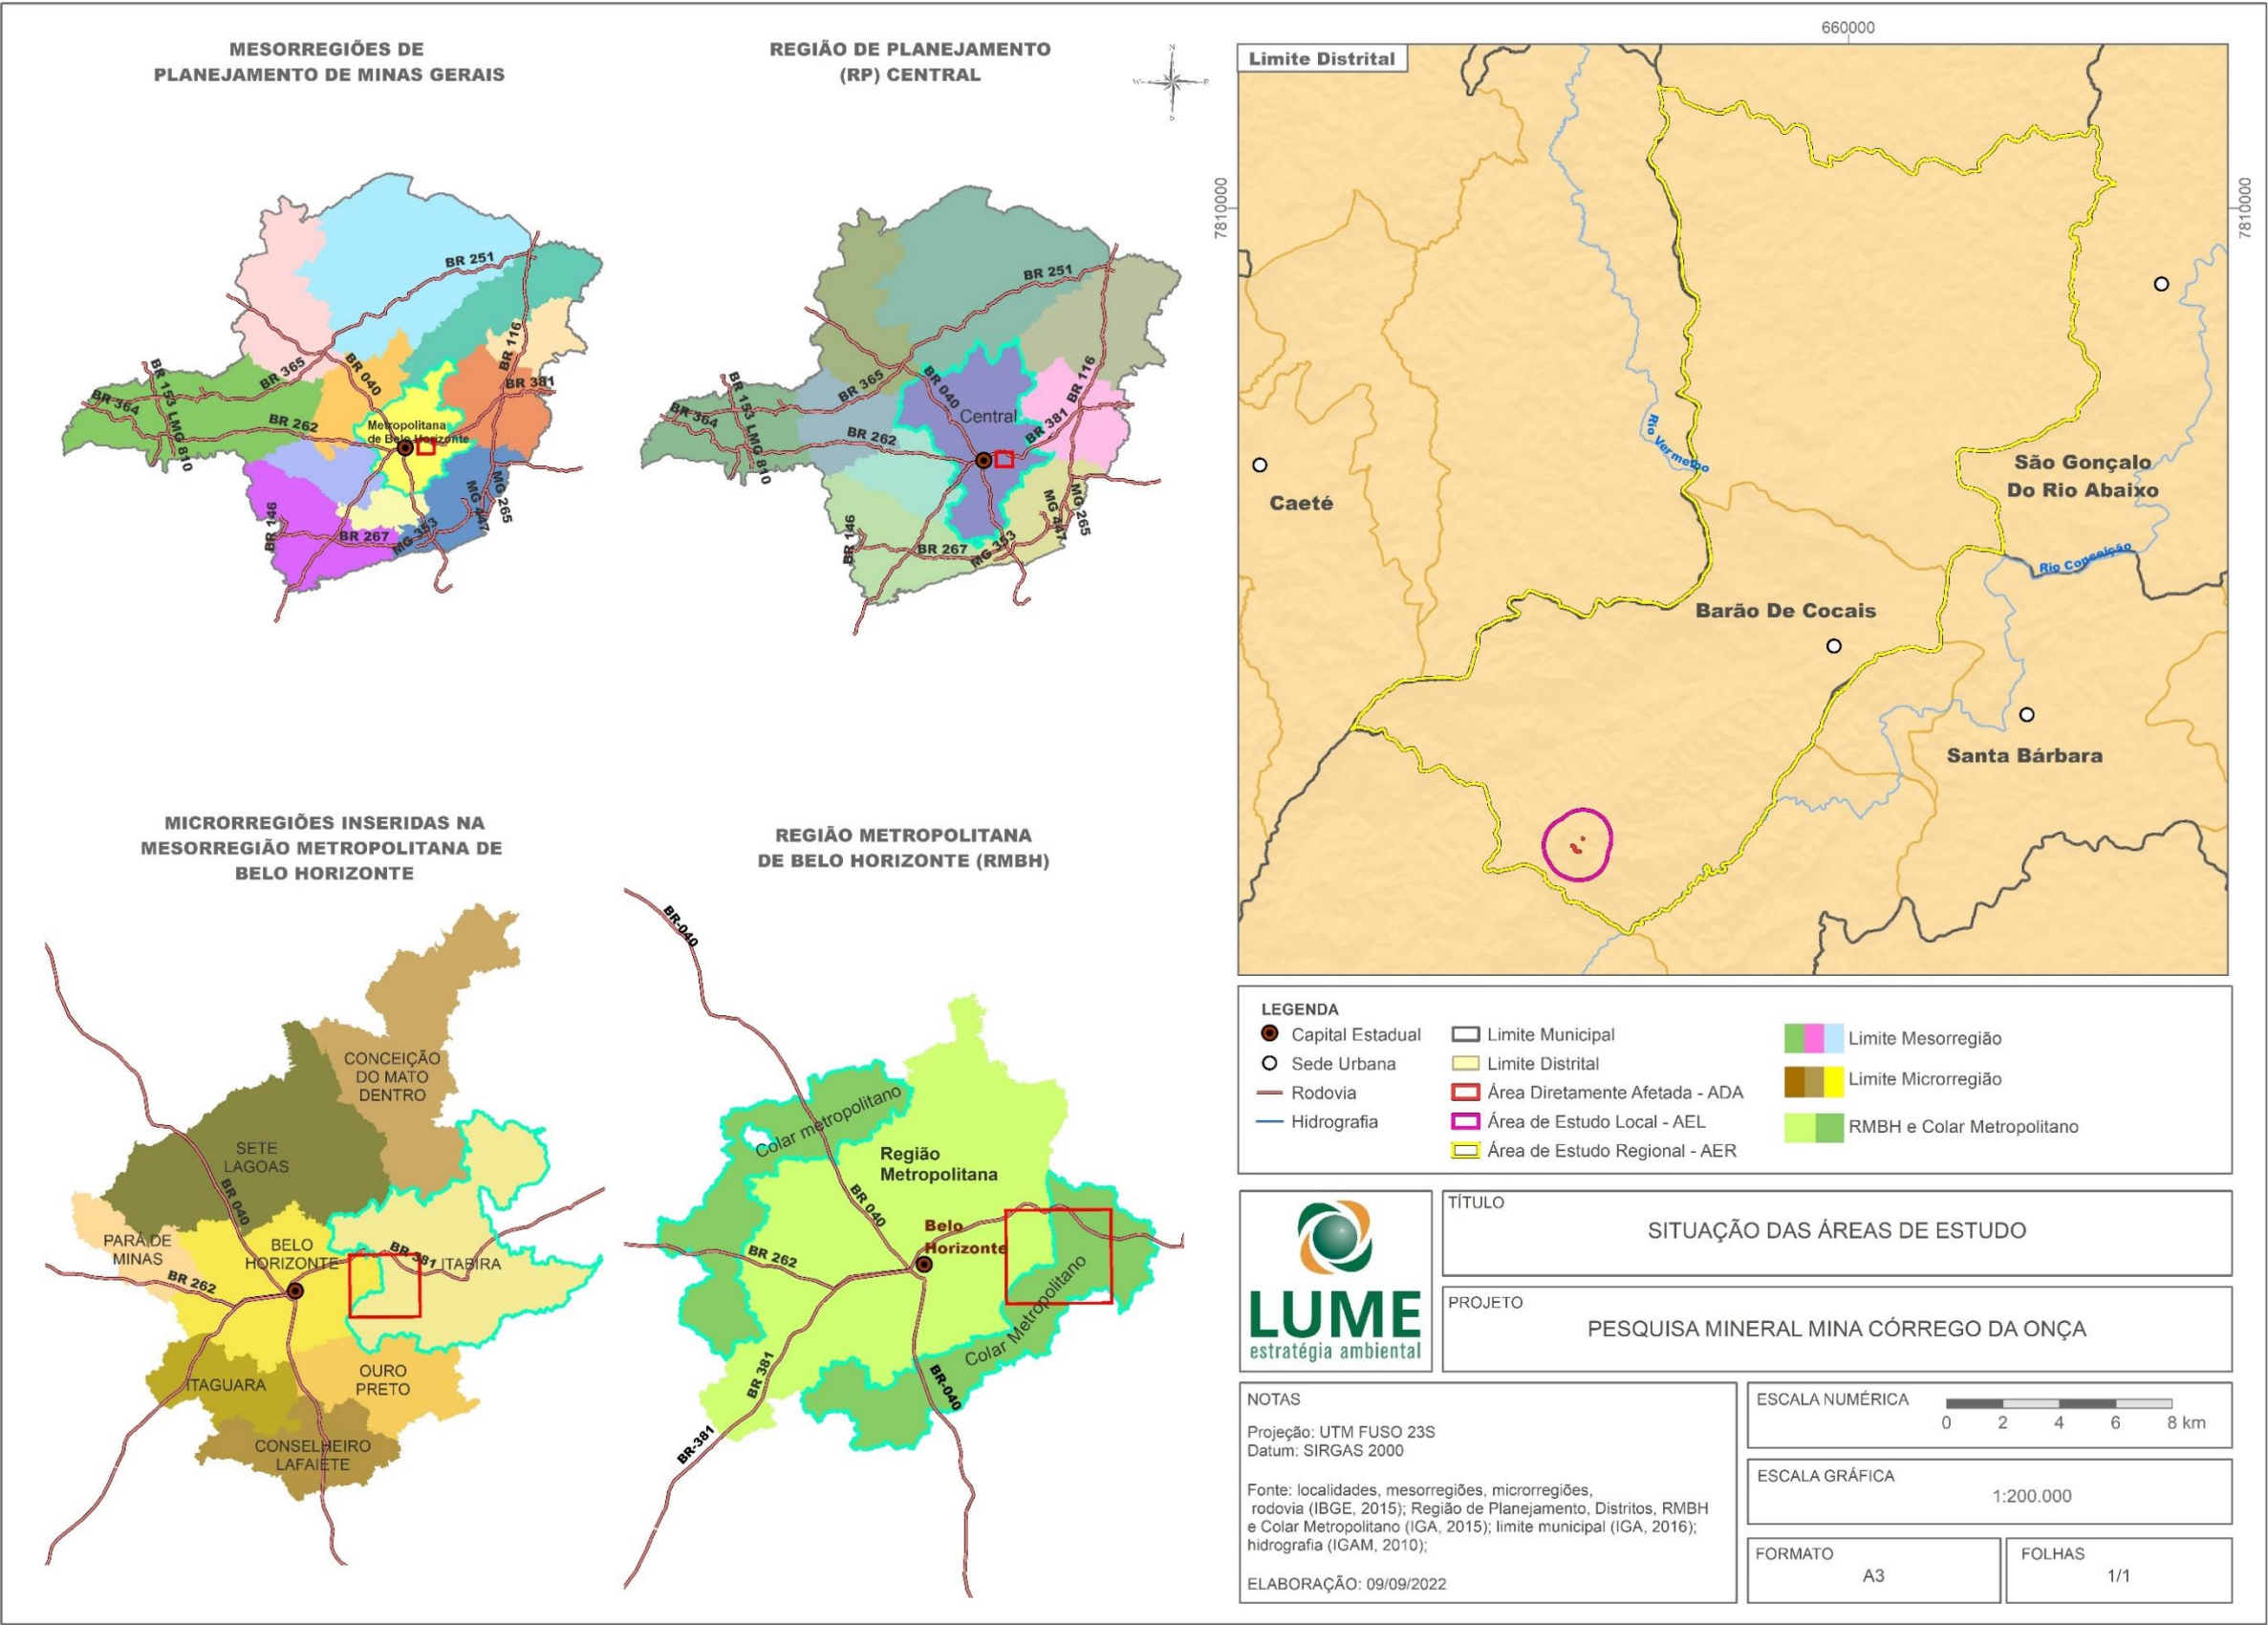 MESORREGIÕES DE
PLANEJAMENTO DE MINAS GERAIS
BR 251
BR 116
BR 365
BR 040
BR 381
BR 153
LMG 810
BR 364
BR 262
Metropolitana
de Belo Horizonte
BR 146
BR 267
MG 353
MG 447
MG 265
REGIÃO DE PLANEJAMENTO
(RP) CENTRAL
N
W
S
BR 251
BR 116
BR 365
BR 040
Central
BR 381
BR 153
LMG 810
BR 364
BR 262
BR 146
BR 267
MG 353
MG 447
MG 265
660000
Limite Distrital
7810000
7810000
Rio Vermelho
Caeté
São Gonçalo
Do Rio Abaixo
Rio Conceição
Barão De Cocais
Santa Bárbara
MICRORREGIÕES INSERIDAS NA
MESORREGIÃO METROPOLITANA DE
BELO HORIZONTE
CONCEIÇÃO
DO MATO
DENTRO
SETE
LAGOAS
BR 040
PARÁ DE
MINAS
BELO
HORIZONTE
BR 381
ITABIRA
BR 262
ITAGUARA
OURO
PRETO
CONSELHEIRO
LAFAIETE
REGIÃO METROPOLITANA
DE BELO HORIZONTE (RMBH)
BR-040
Colar metropolitano
Região
Metropolitana
BR 040
Belo
Horizonte
BR 262
Colar Metropolitano
BR 381
BR-040
BR-381
LEGENDA
Capital Estadual
Sede Urbana
Rodovia
Hidrografia
Limite Municipal
Limite Distrital
Área Diretamente Afetada - ADA
Área de Estudo Local - AEL
Área de Estudo Regional - AER
Limite Mesorregião
Limite Microrregião
RMBH e Colar Metropolitano
LUME
estratégia ambiental
TÍTULO
SITUAÇÃO DAS ÁREAS DE ESTUDO
PROJETO
PESQUISA MINERAL MINA CÓRREGO DA ONÇA
NOTAS
Projeção: UTM FUSO 23S
Datum: SIRGAS 2000
Fonte: localidades, mesorregiões, microrregiões,
rodovia (IBGE, 2015); Região de Planejamento, Distritos, RMBH
e Colar Metropolitano (IGA, 2015); limite municipal (IGA, 2016);
hidrografia (IGAM, 2010);
ELABORAÇÃO: 09/09/2022
ESCALA NUMÉRICA
0 2 4 6 8 km
ESCALA GRÁFICA
1:200.000
FORMATO
A3
FOLHAS
1/1